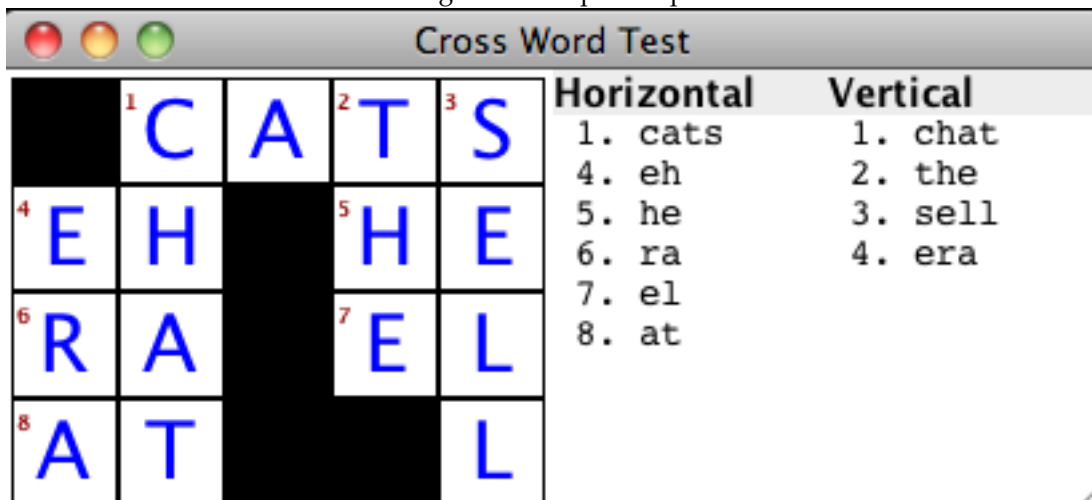 Cross Word Test
1 C A 2 T 3 S
4 E H 5 H E
6 R A 7 E L
8 A T L
Horizontal Vertical
1. cats 1. chat
4. eh 2. the
5. he 3. sell
6. ra 4. era
7. el
8. at